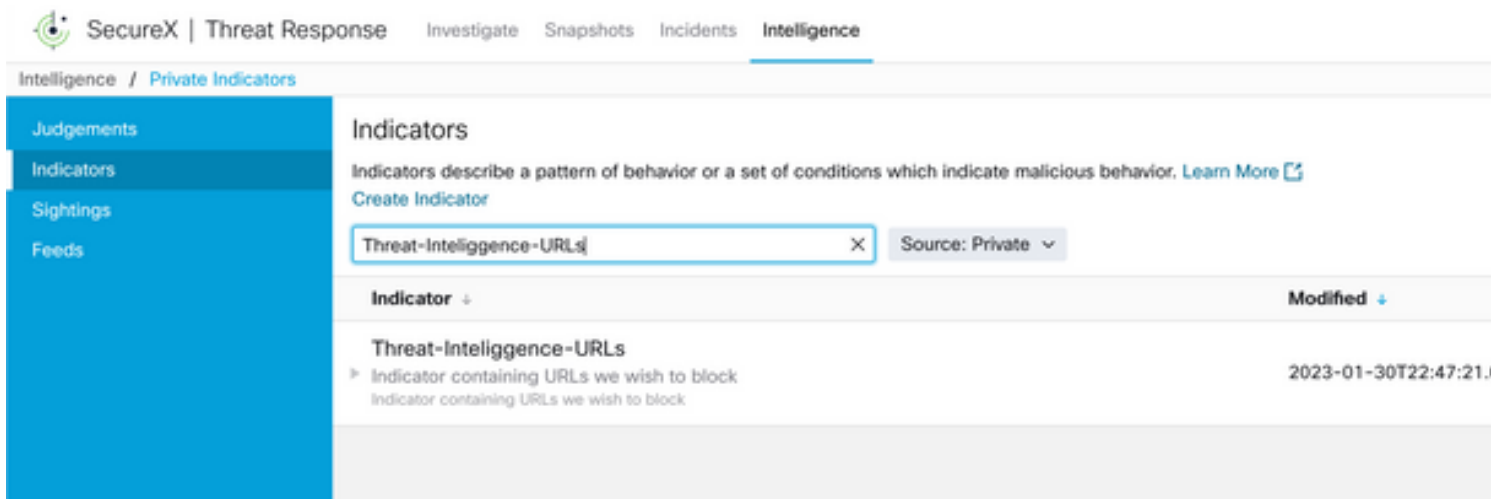 SecureX | Threat Response Investigate Snapshots Incidents Intelligence
Intelligence / Private Indicators
Judgements
Indicators
Sightings
Feeds
Indicators
Indicators describe a pattern of behavior or a set of conditions which indicate malicious behavior. Learn More
Create Indicator
Threat-Inteliggence-URLs Source: Private
Indicator Modified
Threat-Inteliggence-URLs
Indicator containing URLs we wish to block
Indicator containing URLs we wish to block
2023-01-30T22:47:21.